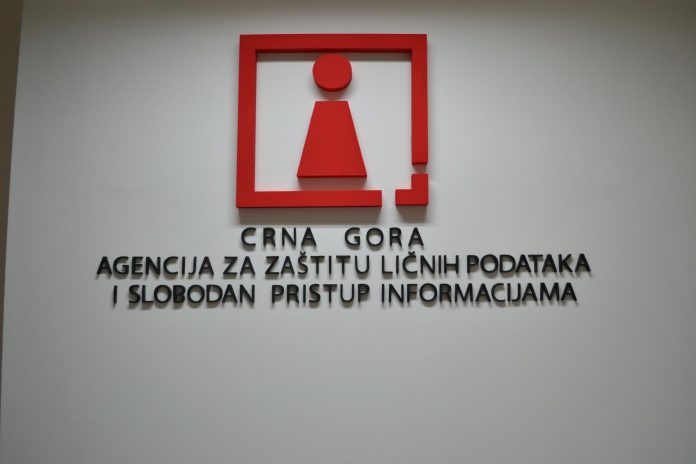 CRNA GORA
AGENCIJA ZA ZAŠTITU LIČNIH PODATAKA
I SLOBODAN PRISTUP INFORMACIJAMA